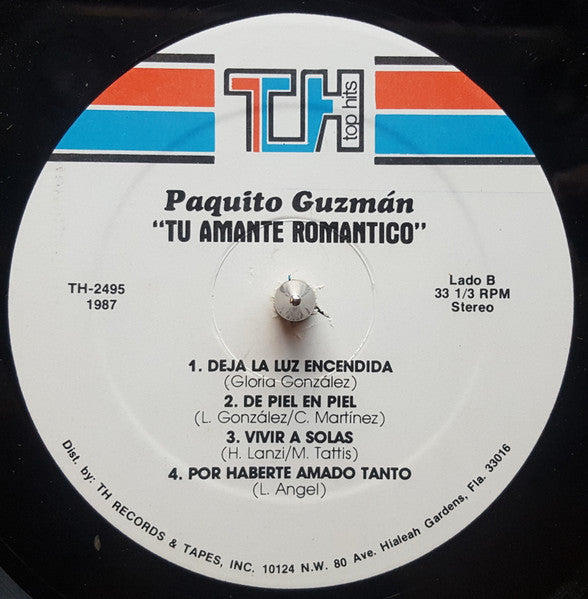 TH
top hits
Paquito Guzmán
"TU AMANTE ROMANTICO"
TH-2495
1987
Lado B
33 1/3 RPM
Stereo
1. DEJA LA LUZ ENCENDIDA
(Gloria González)
2. DE PIEL EN PIEL
(L. González/C. Martínez)
3. VIVIR A SOLAS
(H. Lanzi/M. Tattis)
4. POR HABERTE AMADO TANTO
(L. Angel)
Dist. by: TH RECORDS & TAPES, INC. 10124 N.W. 80 Ave. Hialeah Gardens, Fla. 33016